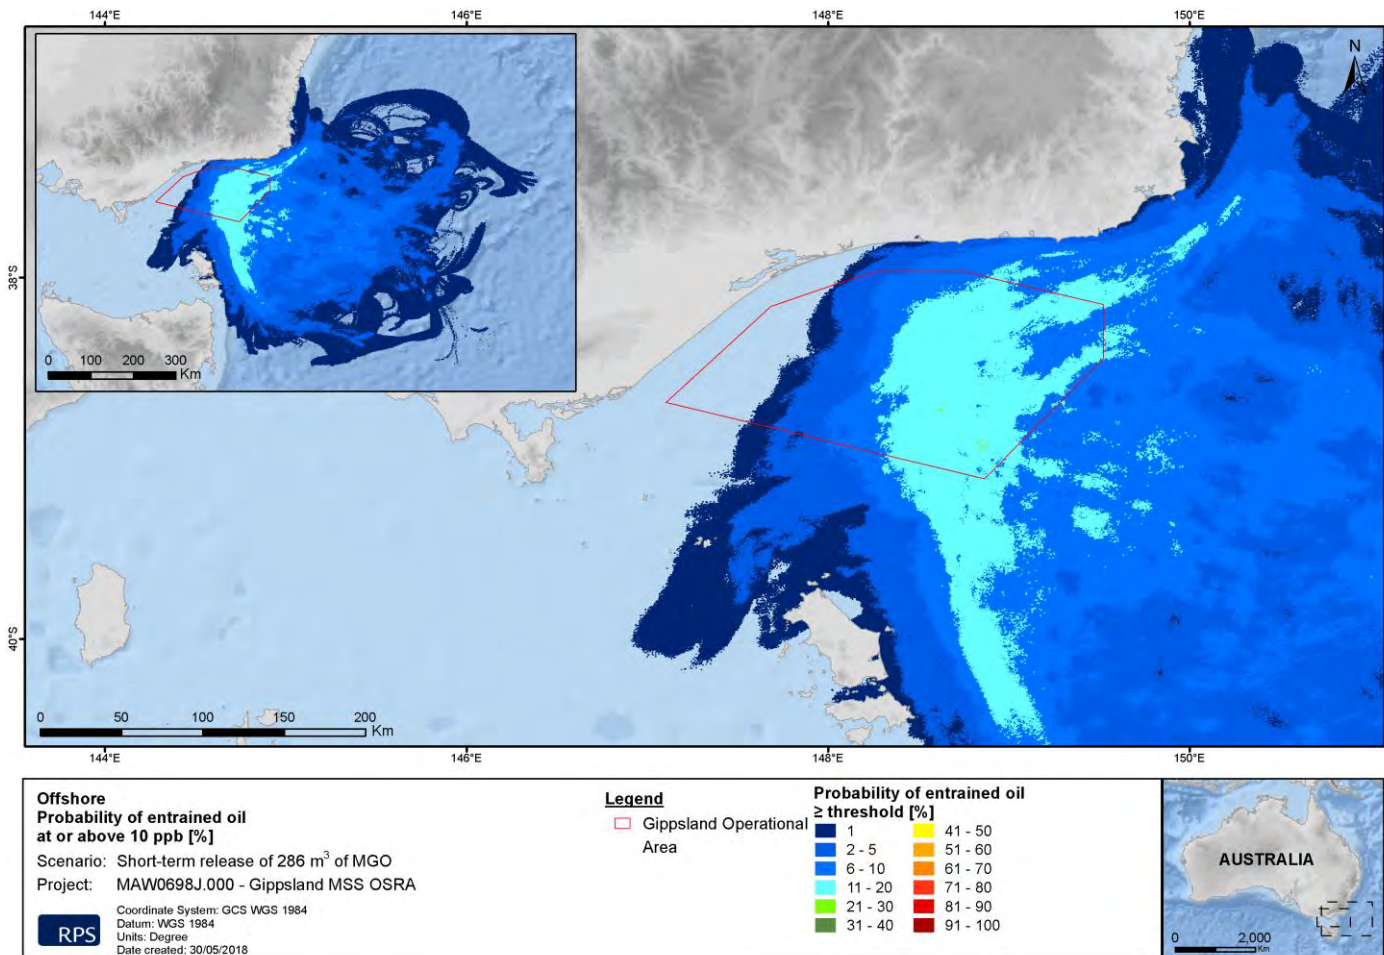 144°E 146°E 148°E 150°E
N
38°S
40°S
0 100 200 300
Km
0 50 100 150 200
Km
144°E 146°E 148°E 150°E
Offshore
Probability of entrained oil
at or above 10 ppb [%]
Scenario: Short-term release of 286 m³ of MGO
Project: MAW0698J.000 - Gippsland MSS OSRA
RPS
Coordinate System: GCS WGS 1984
Datum: WGS 1984
Units: Degree
Date created: 30/05/2018
Legend
Gippsland Operational
Area
Probability of entrained oil
≥ threshold [%]
1
2 - 5
6 - 10
11 - 20
21 - 30
31 - 40
41 - 50
51 - 60
61 - 70
71 - 80
81 - 90
91 - 100
AUSTRALIA
0 2,000
Km